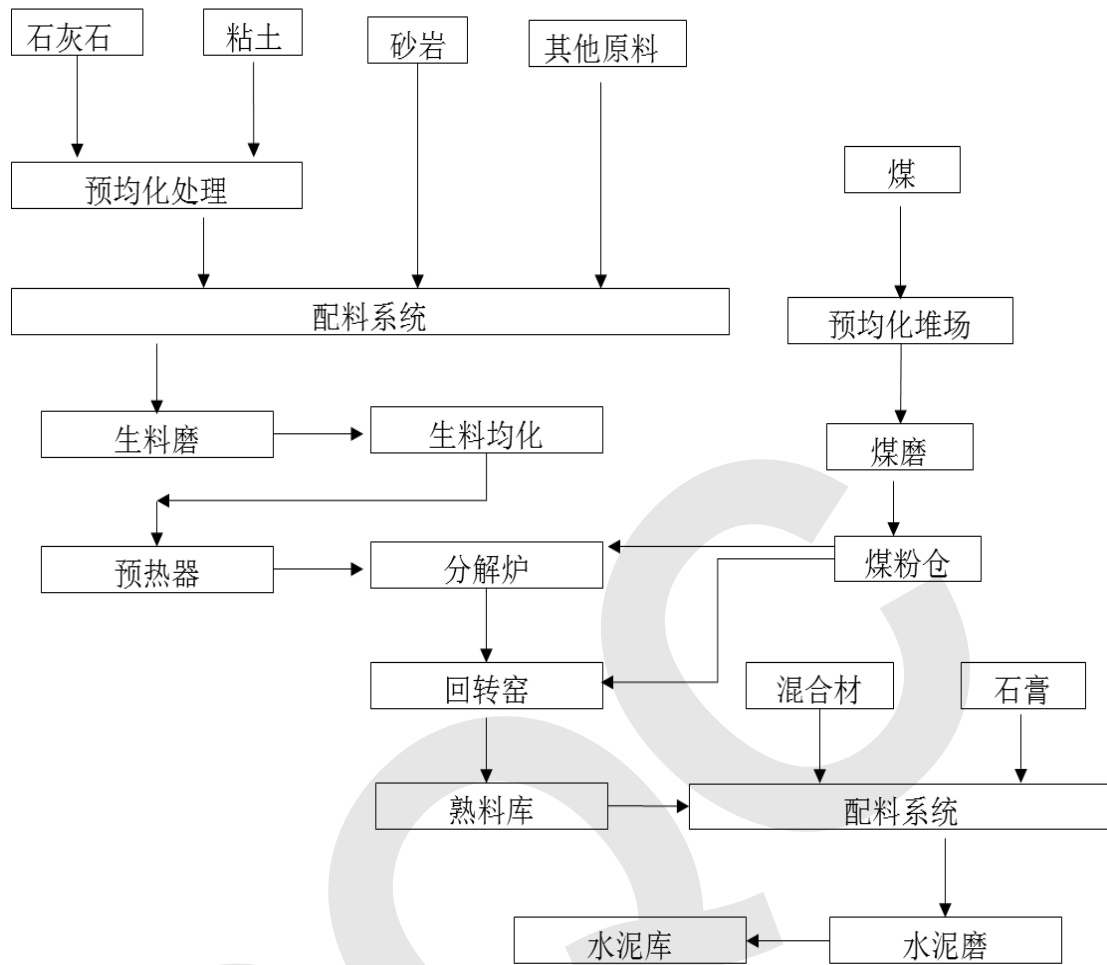 石灰石
粘土
砂岩
其他原料
预均化处理
煤
配料系统
预均化堆场
生料磨
生料均化
煤磨
预热器
分解炉
煤粉仓
回转窑
混合材
石膏
熟料库
配料系统
水泥库
水泥磨